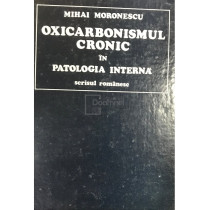 MIHAI MORONESCU
OXICARBONISMUL
CRONIC
ÎN
PATOLOGIA INTERNĂ
scrisul românesc